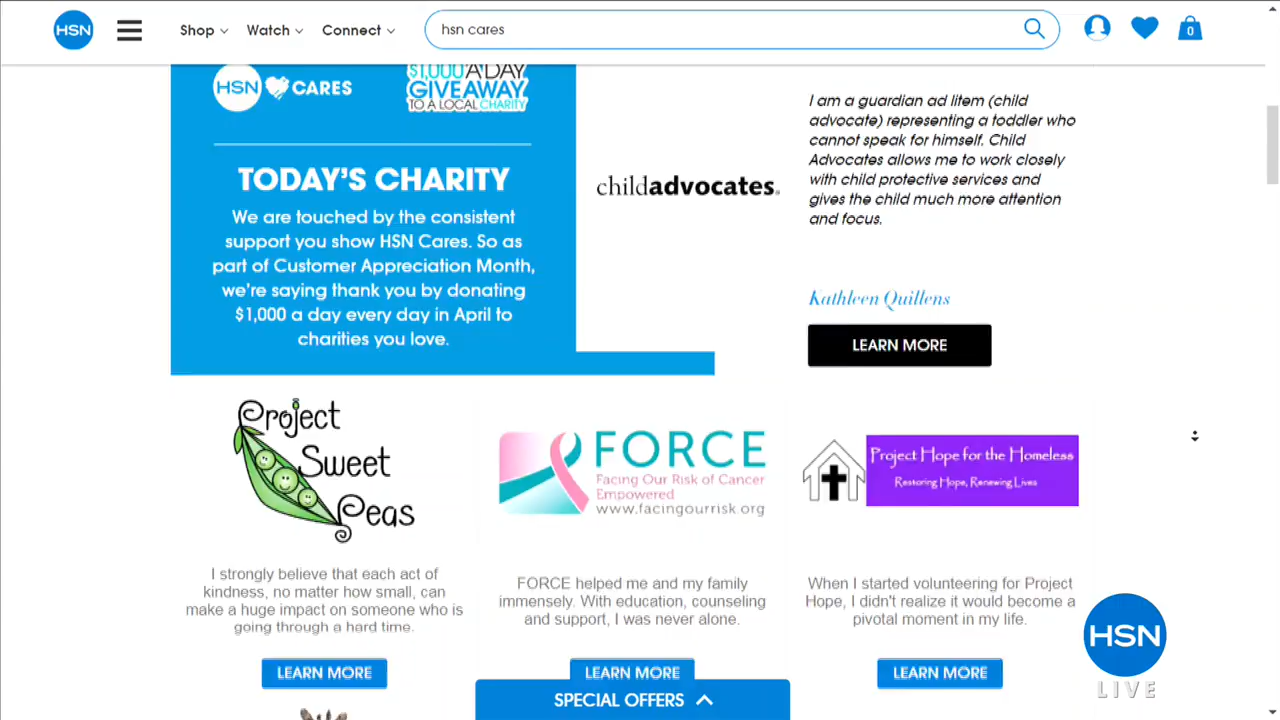 HSN
Shop
Watch
Connect
hsn cares
0
HSN CARES
$1,000 A DAY
GIVEAWAY
TO A LOCAL CHARITY
TODAY'S CHARITY
We are touched by the consistent
support you show HSN Cares. So as
part of Customer Appreciation Month,
we're saying thank you by donating
$1,000 a day every day in April to
charities you love.
childadvocates.
I am a guardian ad litem (child
advocate) representing a toddler who
cannot speak for himself. Child
Advocates allows me to work closely
with child protective services and
gives the child much more attention
and focus.
Kathleen Quillens
LEARN MORE
Project
Sweet
Peas
I strongly believe that each act of
kindness, no matter how small, can
make a huge impact on someone who is
going through a hard time.
LEARN MORE
FORCE
Facing Our Risk of Cancer
Empowered
www.facingourrisk.org
FORCE helped me and my family
immensely. With education, counseling
and support, I was never alone.
LEARN MORE
Project Hope for the Homeless
Restoring Hope, Renewing Lives
When I started volunteering for Project
Hope, I didn't realize it would become a
pivotal moment in my life.
LEARN MORE
SPECIAL OFFERS
HSN
LIVE